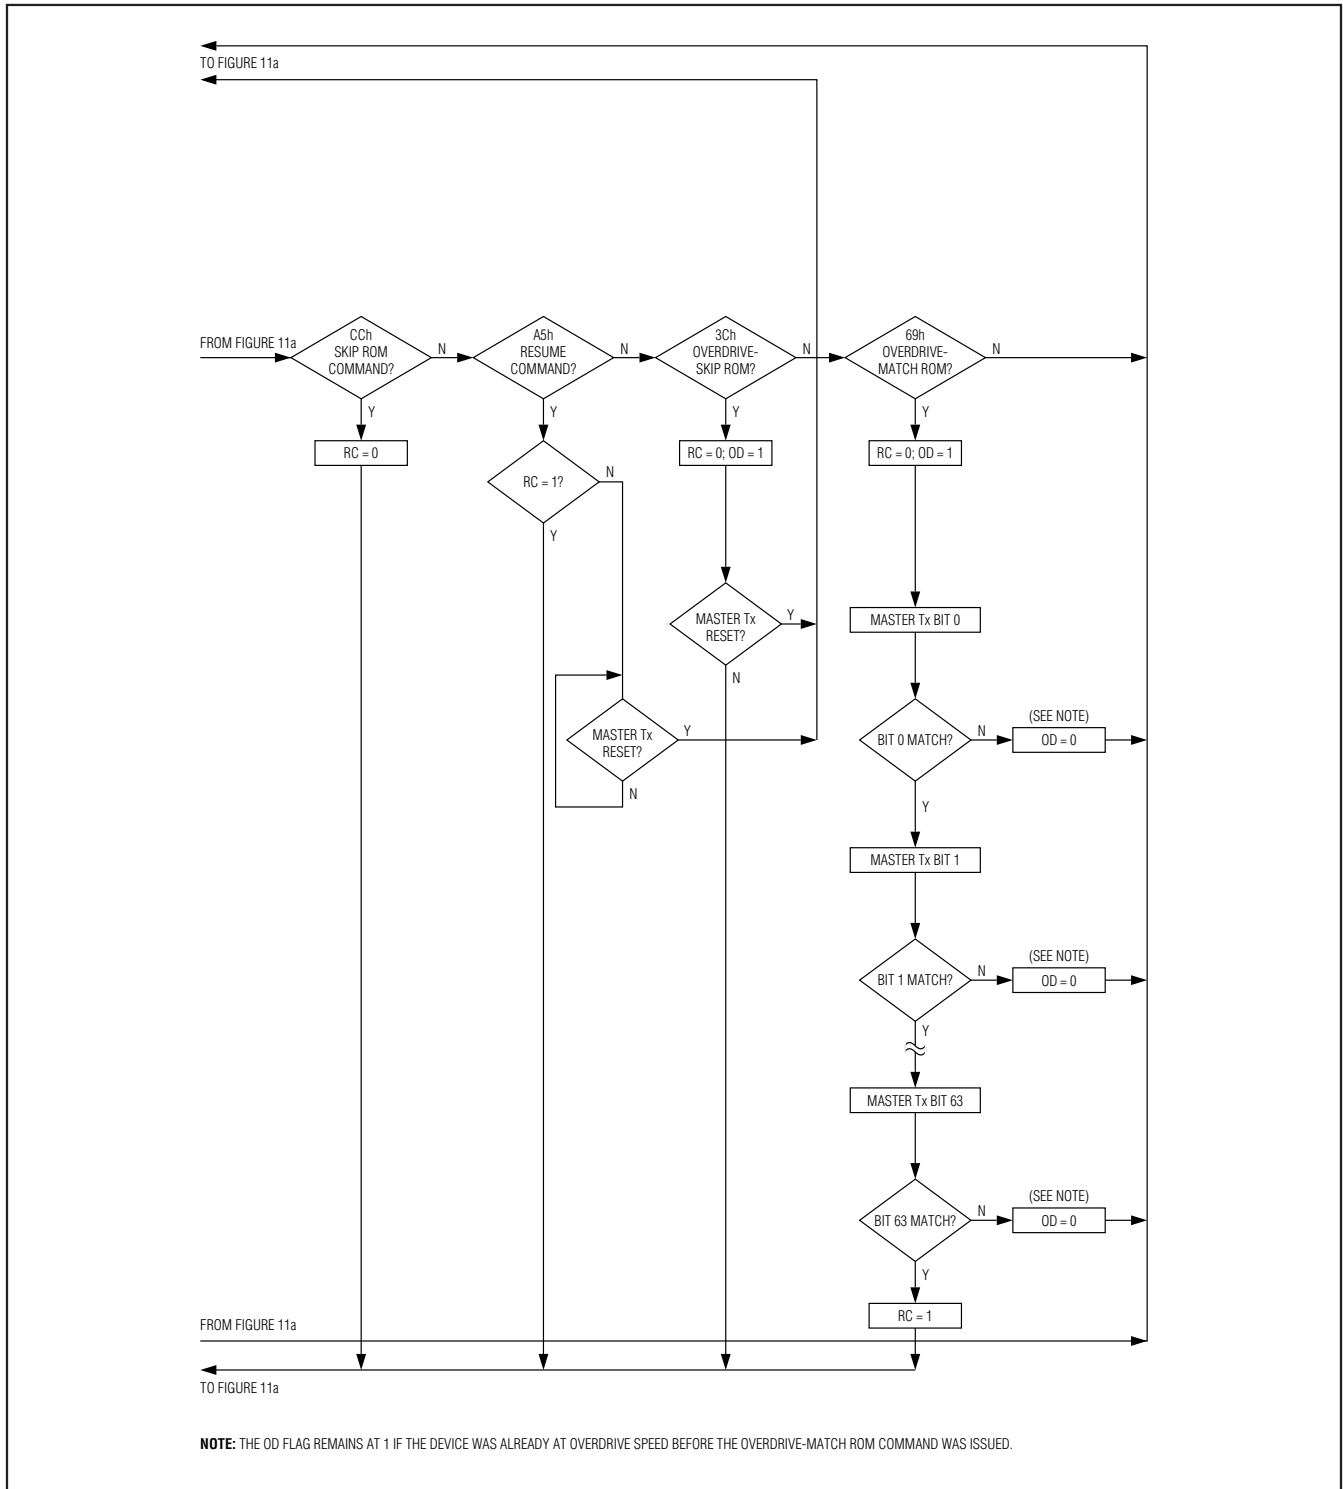 TO FIGURE 11a
FROM FIGURE 11a
CCh
SKIP ROM
COMMAND?
N
A5h
RESUME
COMMAND?
N
3Ch
OVERDRIVE-
SKIP ROM?
N
69h
OVERDRIVE-
MATCH ROM?
N
Y
Y
Y
Y
RC = 0
RC = 1?
N
Y
RC = 0; OD = 1
RC = 0; OD = 1
MASTER Tx
RESET?
Y
N
MASTER Tx BIT 0
MASTER Tx
RESET?
Y
N
BIT 0 MATCH?
N
(SEE NOTE)
OD = 0
Y
MASTER Tx BIT 1
BIT 1 MATCH?
N
(SEE NOTE)
OD = 0
Y
MASTER Tx BIT 63
BIT 63 MATCH?
N
(SEE NOTE)
OD = 0
Y
RC = 1
FROM FIGURE 11a
TO FIGURE 11a
NOTE: THE OD FLAG REMAINS AT 1 IF THE DEVICE WAS ALREADY AT OVERDRIVE SPEED BEFORE THE OVERDRIVE-MATCH ROM COMMAND WAS ISSUED.